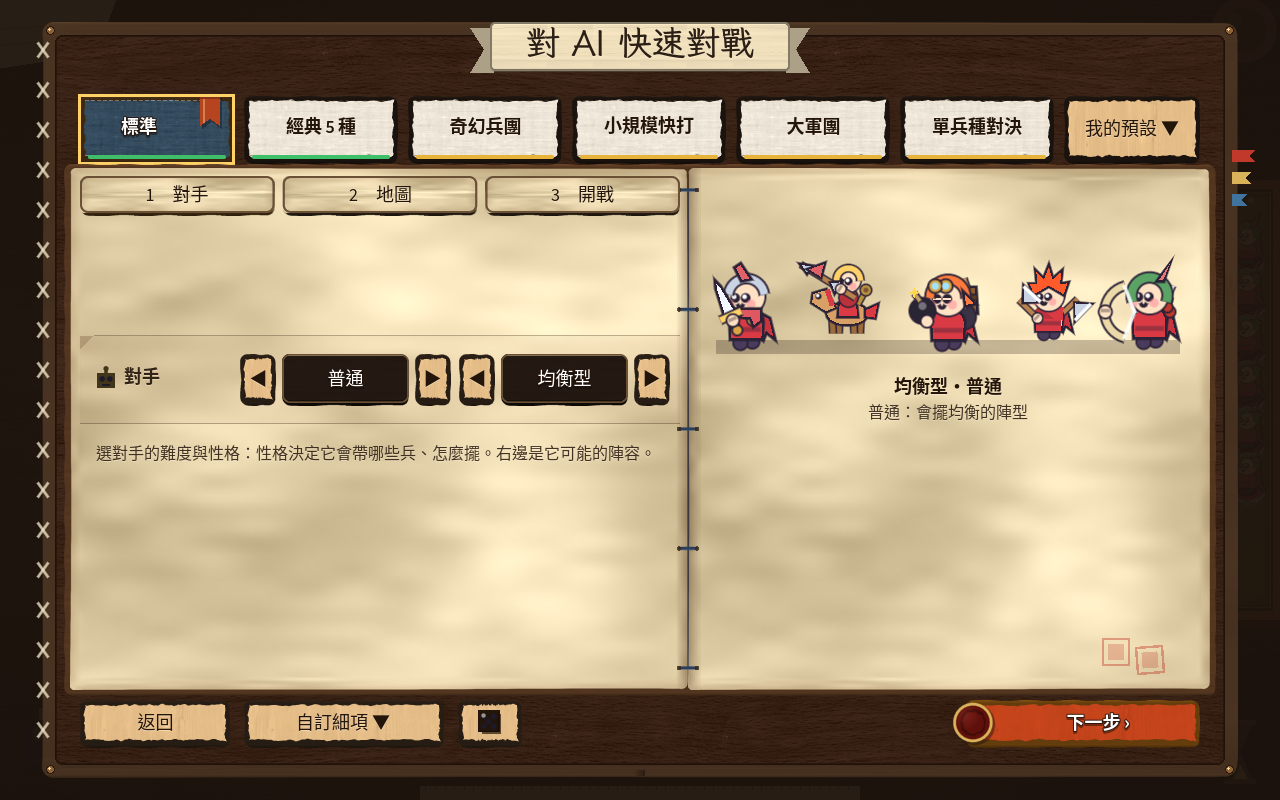 對 AI 快速對戰
標準
經典 5 種
奇幻兵團
小規模快打
大軍團
單兵種對決
我的預設 ▼
1 對手
2 地圖
3 開戰
對手
◀ 普通 ▶
◀ 均衡型 ▶
選對手的難度與性格：性格決定它會帶哪些兵、怎麼擺。右邊是它可能的陣容。
均衡型・普通
普通：會擺均衡的陣型
返回
自訂細項 ▼
下一步 ›